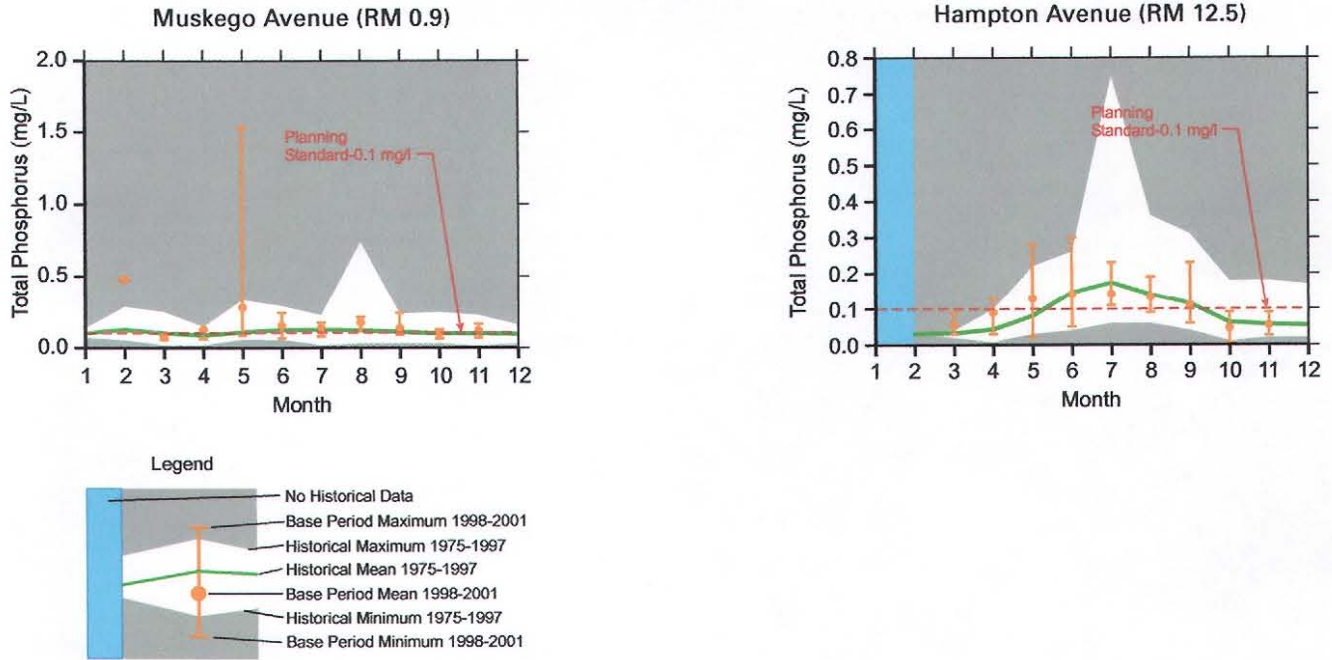 Muskego Avenue (RM 0.9)
Total Phosphorus (mg/L)
2.0
1.5
1.0
0.5
0.0
Planning
Standard-0.1 mg/l
1 2 3 4 5 6 7 8 9 10 11 12
Month
Hampton Avenue (RM 12.5)
Total Phosphorus (mg/L)
0.8
0.7
0.6
0.5
0.4
0.3
0.2
0.1
0.0
Planning
Standard-0.1 mg/l
1 2 3 4 5 6 7 8 9 10 11 12
Month
Legend
No Historical Data
Base Period Maximum 1998-2001
Historical Maximum 1975-1997
Historical Mean 1975-1997
Base Period Mean 1998-2001
Historical Minimum 1975-1997
Base Period Minimum 1998-2001